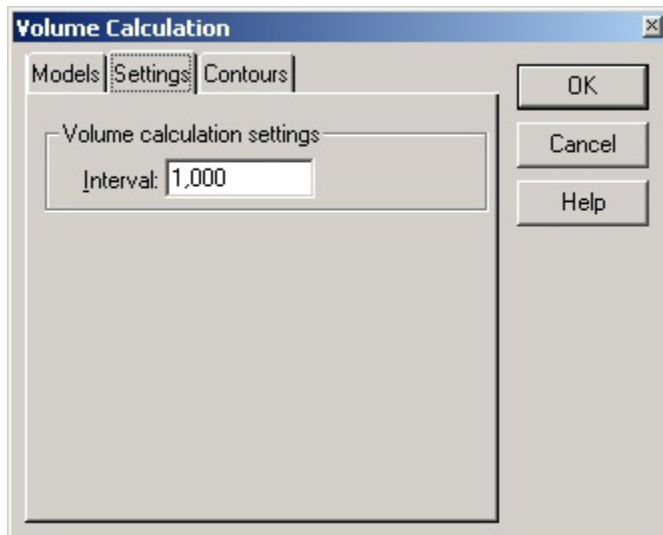 Volume Calculation
Models Settings Contours
OK
Volume calculation settings
Cancel
Interval: 1,000
Help